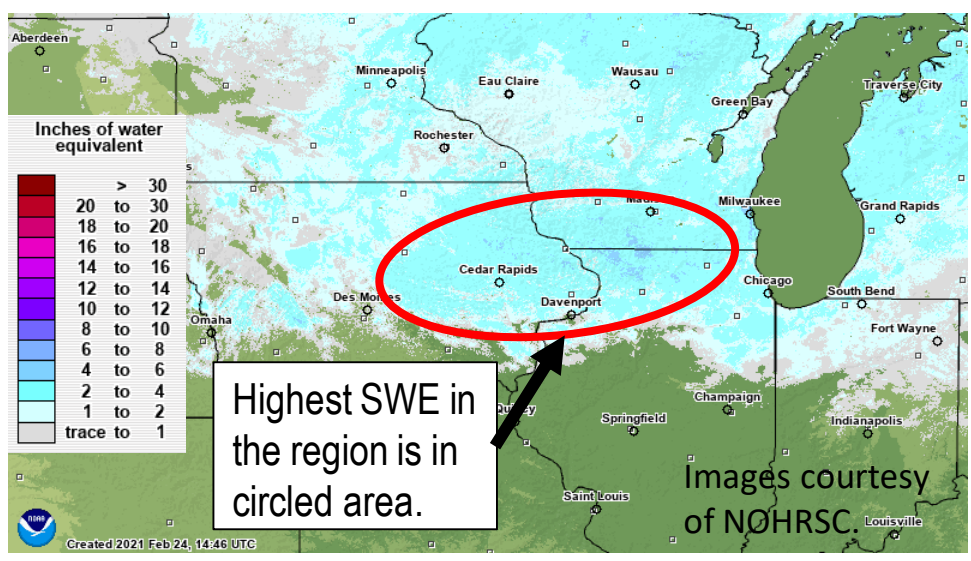 Aberdeen
Minneapolis
Eau Claire
Wausau
Traverse City
Green Bay
Rochester
Inches of water
equivalent
> 30
20 to 30
18 to 20
16 to 18
14 to 16
12 to 14
10 to 12
8 to 10
6 to 8
4 to 6
2 to 4
1 to 2
trace to 1
Milwaukee
Grand Rapids
Cedar Rapids
Chicago
South Bend
Des Moines
Davenport
Omaha
Fort Wayne
Highest SWE in
the region is in
circled area.
Champaign
Springfield
Indianapolis
Images courtesy
of NOHRSC.
Saint Louis
Louisville
NOAA
Created 2021 Feb 24, 14:46 UTC